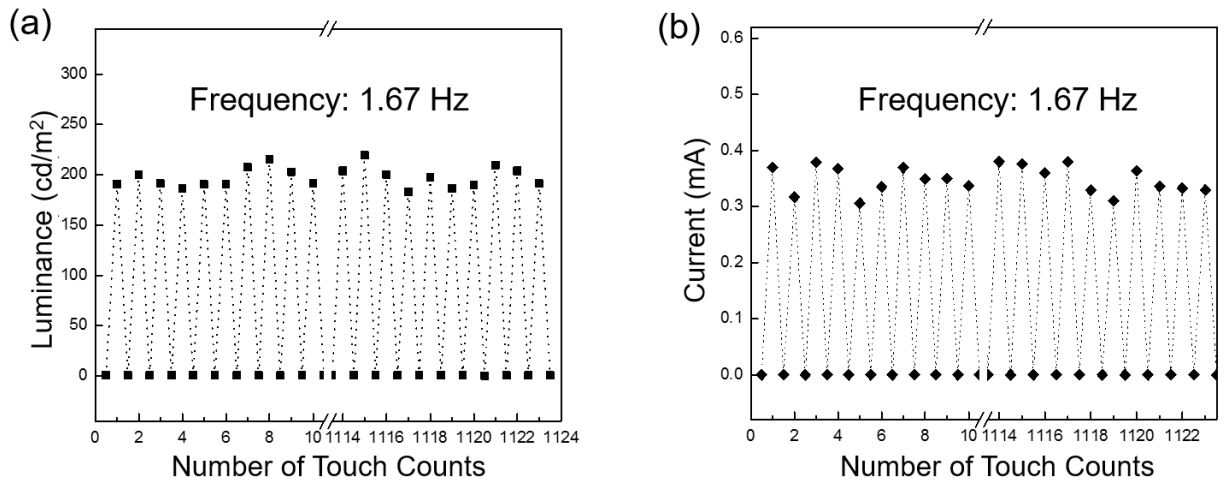 (a)
300
250
200
150
100
50
0
Luminance (cd/m²)
Frequency: 1.67 Hz
0 2 4 6 8 10 1114 1116 1118 1120 1122 1124
Number of Touch Counts
(b)
0.6
0.5
0.4
0.3
0.2
0.1
0.0
Current (mA)
Frequency: 1.67 Hz
0 2 4 6 8 10 1114 1116 1118 1120 1122
Number of Touch Counts